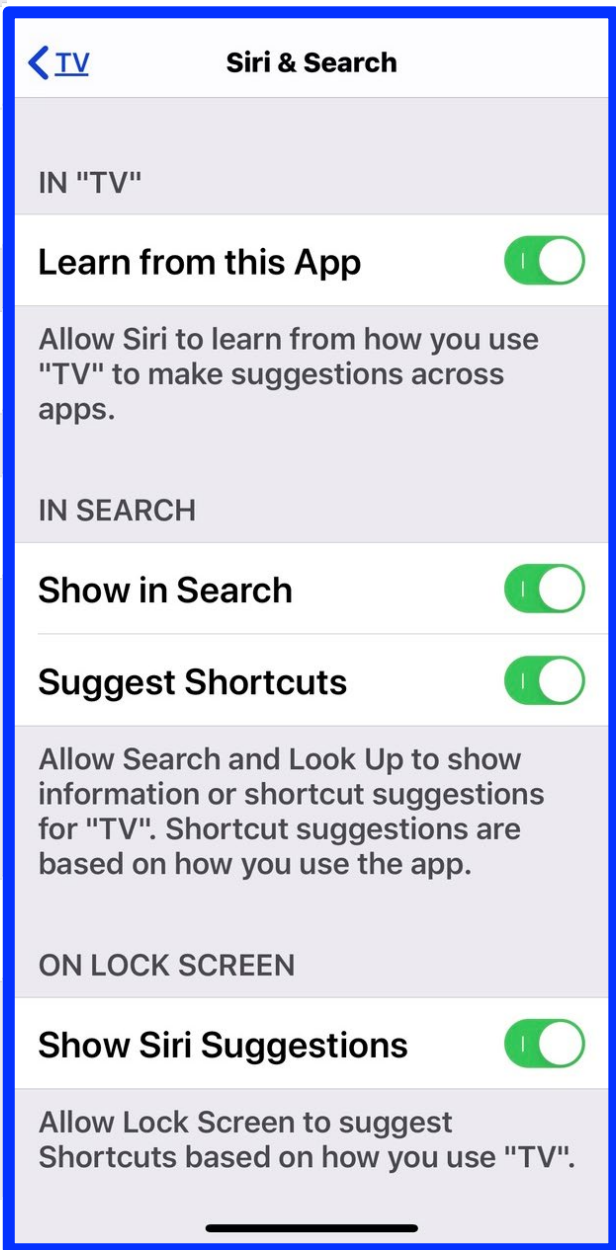 TV
Siri & Search
IN "TV"
Learn from this App
Allow Siri to learn from how you use
"TV" to make suggestions across
apps.
IN SEARCH
Show in Search
Suggest Shortcuts
Allow Search and Look Up to show
information or shortcut suggestions
for "TV". Shortcut suggestions are
based on how you use the app.
ON LOCK SCREEN
Show Siri Suggestions
Allow Lock Screen to suggest
Shortcuts based on how you use "TV".